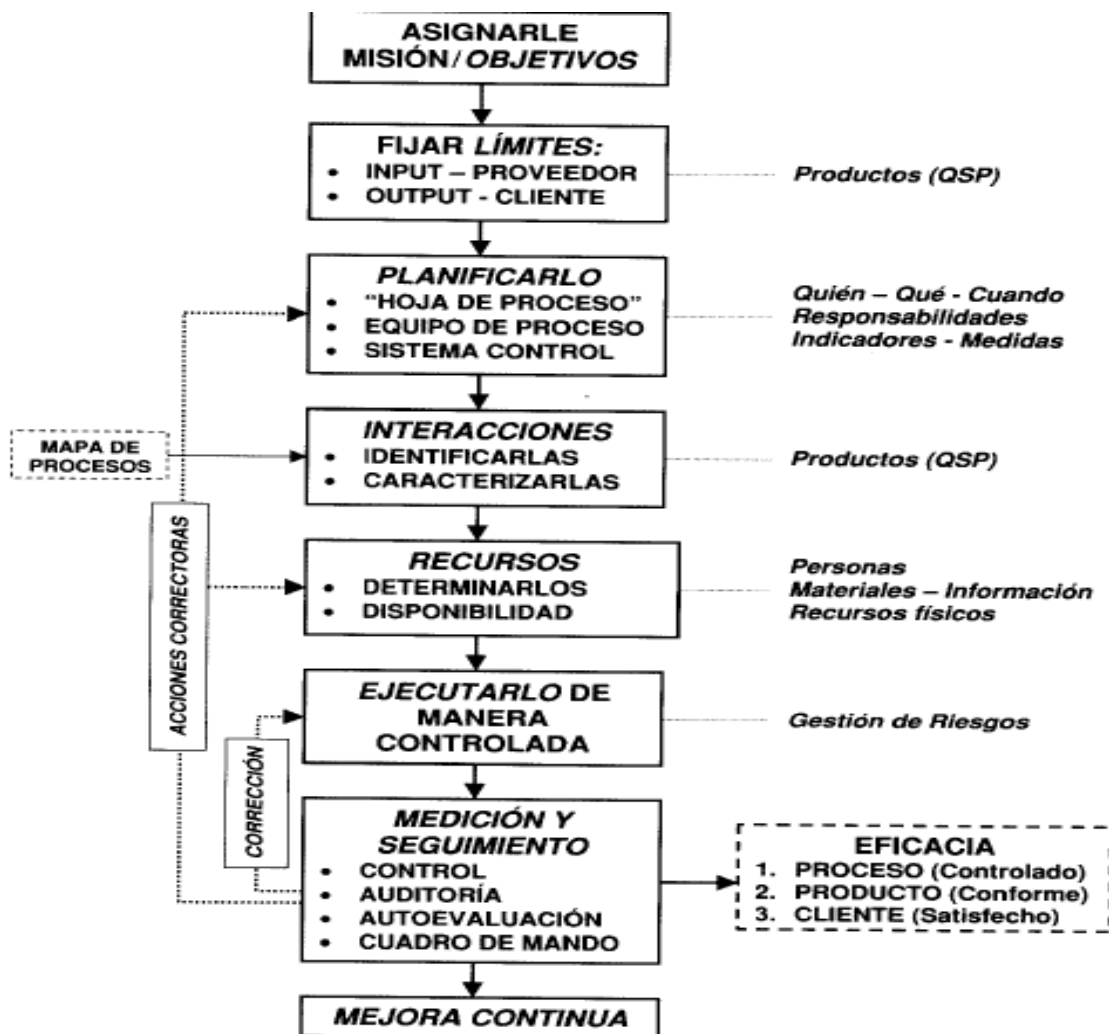 ASIGNARLE
MISIÓN/OBJETIVOS
FIJAR LÍMITES:
• INPUT – PROVEEDOR
• OUTPUT - CLIENTE
Productos (QSP)
PLANIFICARLO
• “HOJA DE PROCESO”
• EQUIPO DE PROCESO
• SISTEMA CONTROL
Quién – Qué - Cuando
Responsabilidades
Indicadores - Medidas
MAPA DE
PROCESOS
INTERACCIONES
• IDENTIFICARLAS
• CARACTERIZARLAS
Productos (QSP)
ACCIONES CORRECTORAS
RECURSOS
• DETERMINARLOS
• DISPONIBILIDAD
Personas
Materiales – Información
Recursos físicos
EJECUTARLO DE
MANERA
CONTROLADA
Gestión de Riesgos
CORRECCIÓN
MEDICIÓN Y
SEGUIMIENTO
• CONTROL
• AUDITORÍA
• AUTOEVALUACIÓN
• CUADRO DE MANDO
EFICACIA
1. PROCESO (Controlado)
2. PRODUCTO (Conforme)
3. CLIENTE (Satisfecho)
MEJORA CONTINUA